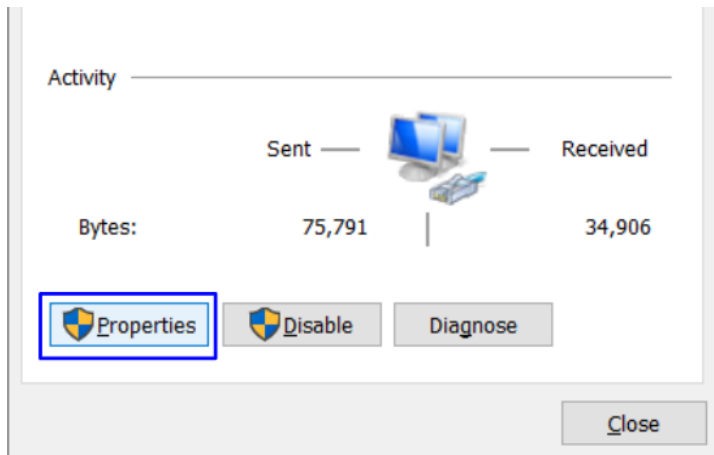 Activity
Sent Received
Bytes: 75,791 34,906
Properties Disable Diagnose
Close